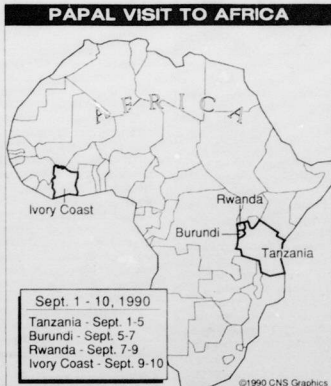 PAPAL VISIT TO AFRICA
AFRICA
Ivory Coast
Rwanda
Burundi
Tanzania
Sept. 1 - 10, 1990
Tanzania - Sept. 1-5
Burundi - Sept. 5-7
Rwanda - Sept. 7-9
Ivory Coast - Sept. 9-10
©1990 CNS Graphics